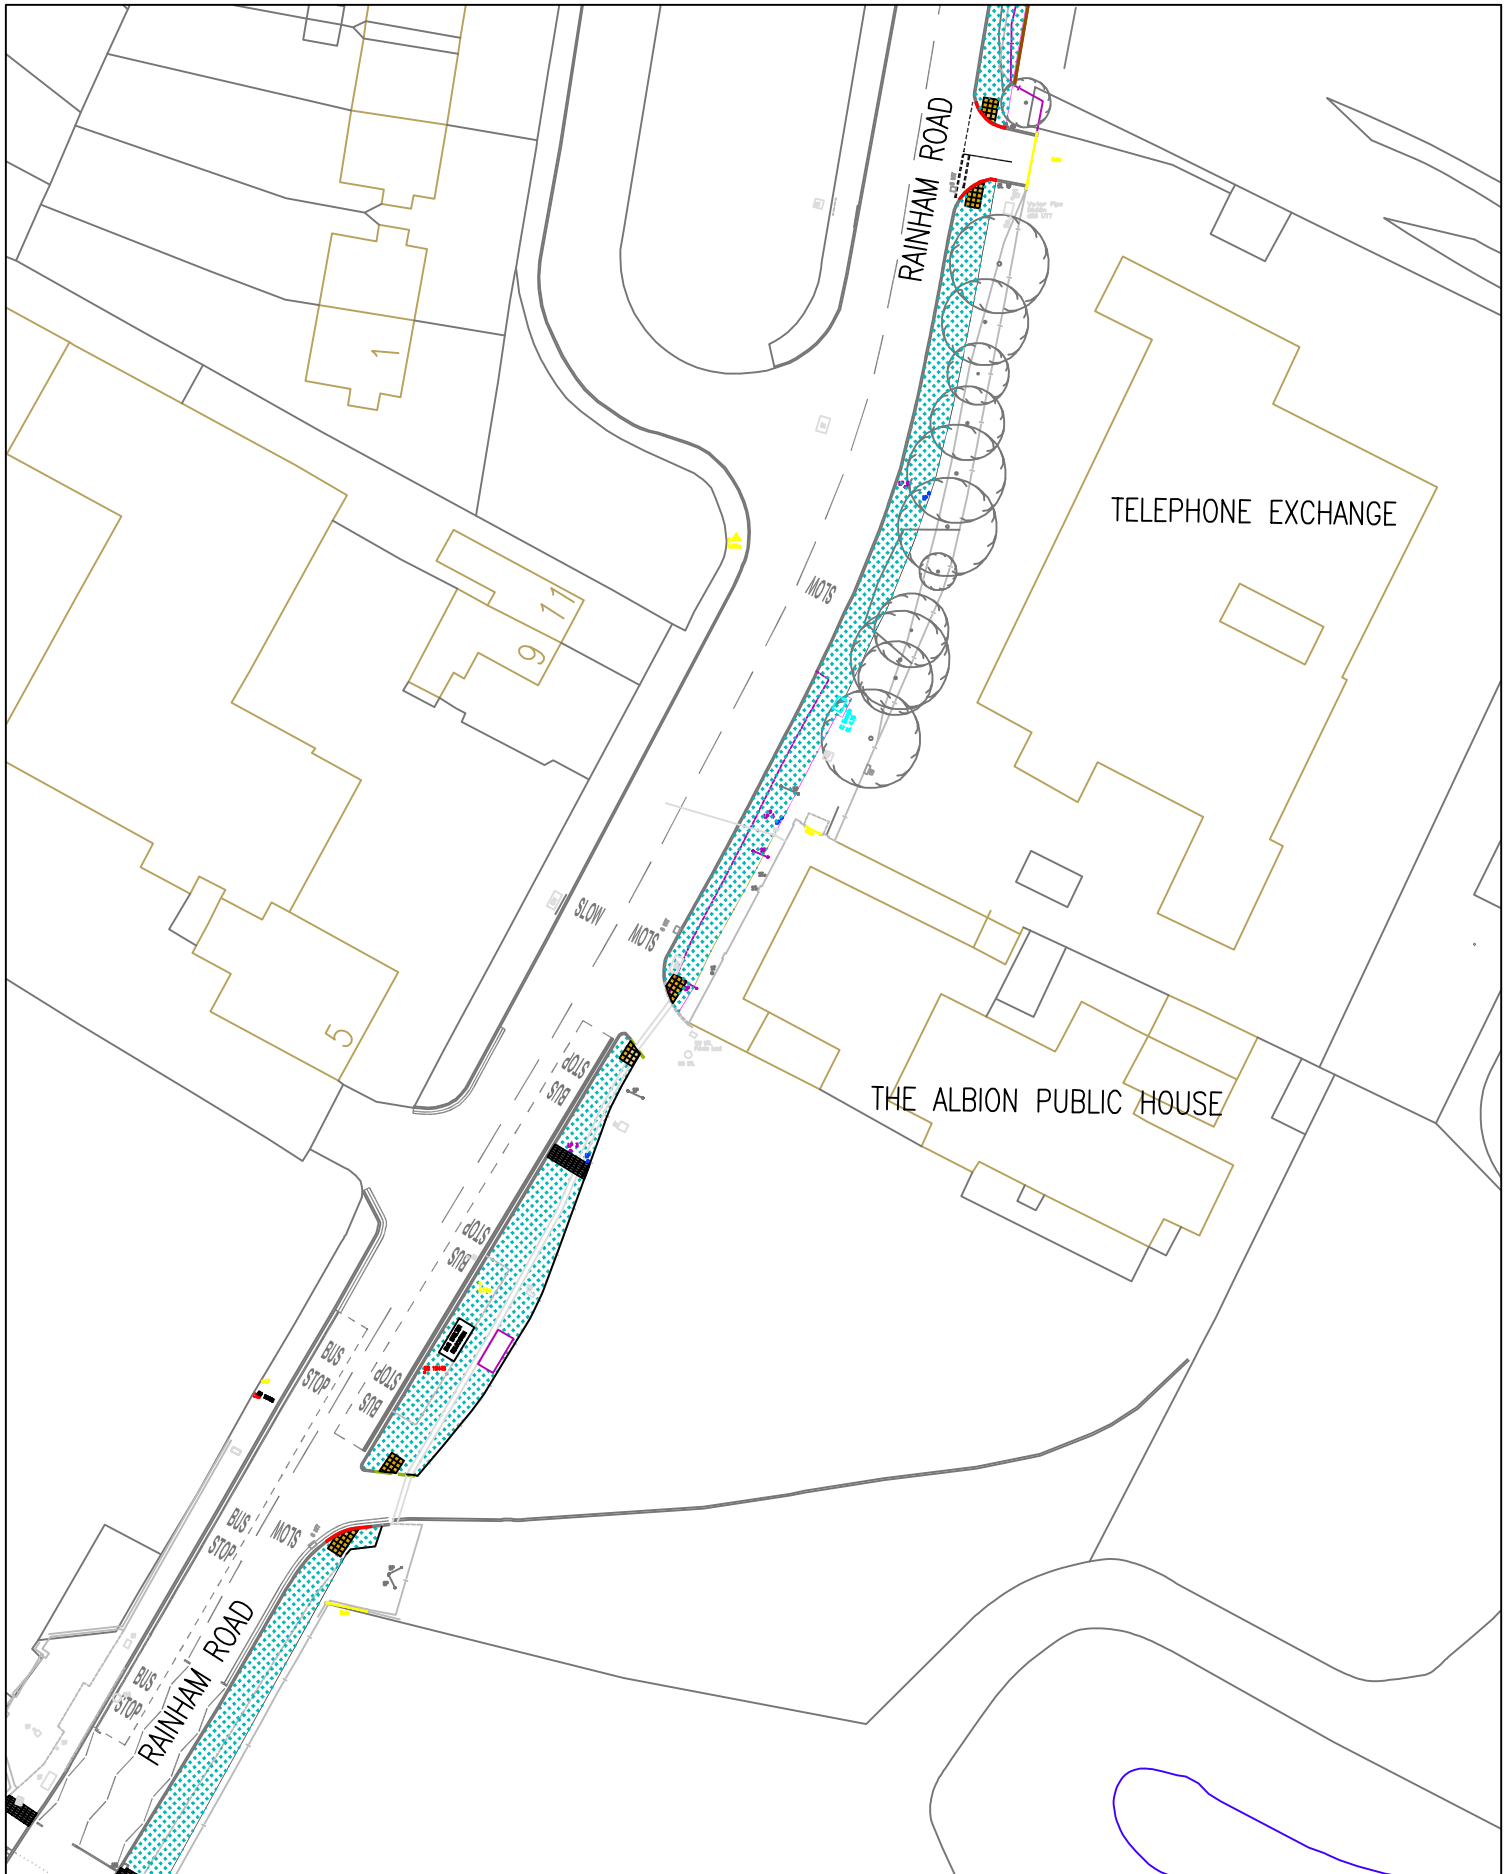 RAINHAM ROAD
1
TELEPHONE EXCHANGE
SLOW
11
9
SLOW
SLOW
5
BUS
STOP
THE ALBION PUBLIC HOUSE
BUS
STOP
BUS
STOP
BUS
STOP
BUS
STOP
SLOW
RAINHAM ROAD
BUS
STOP